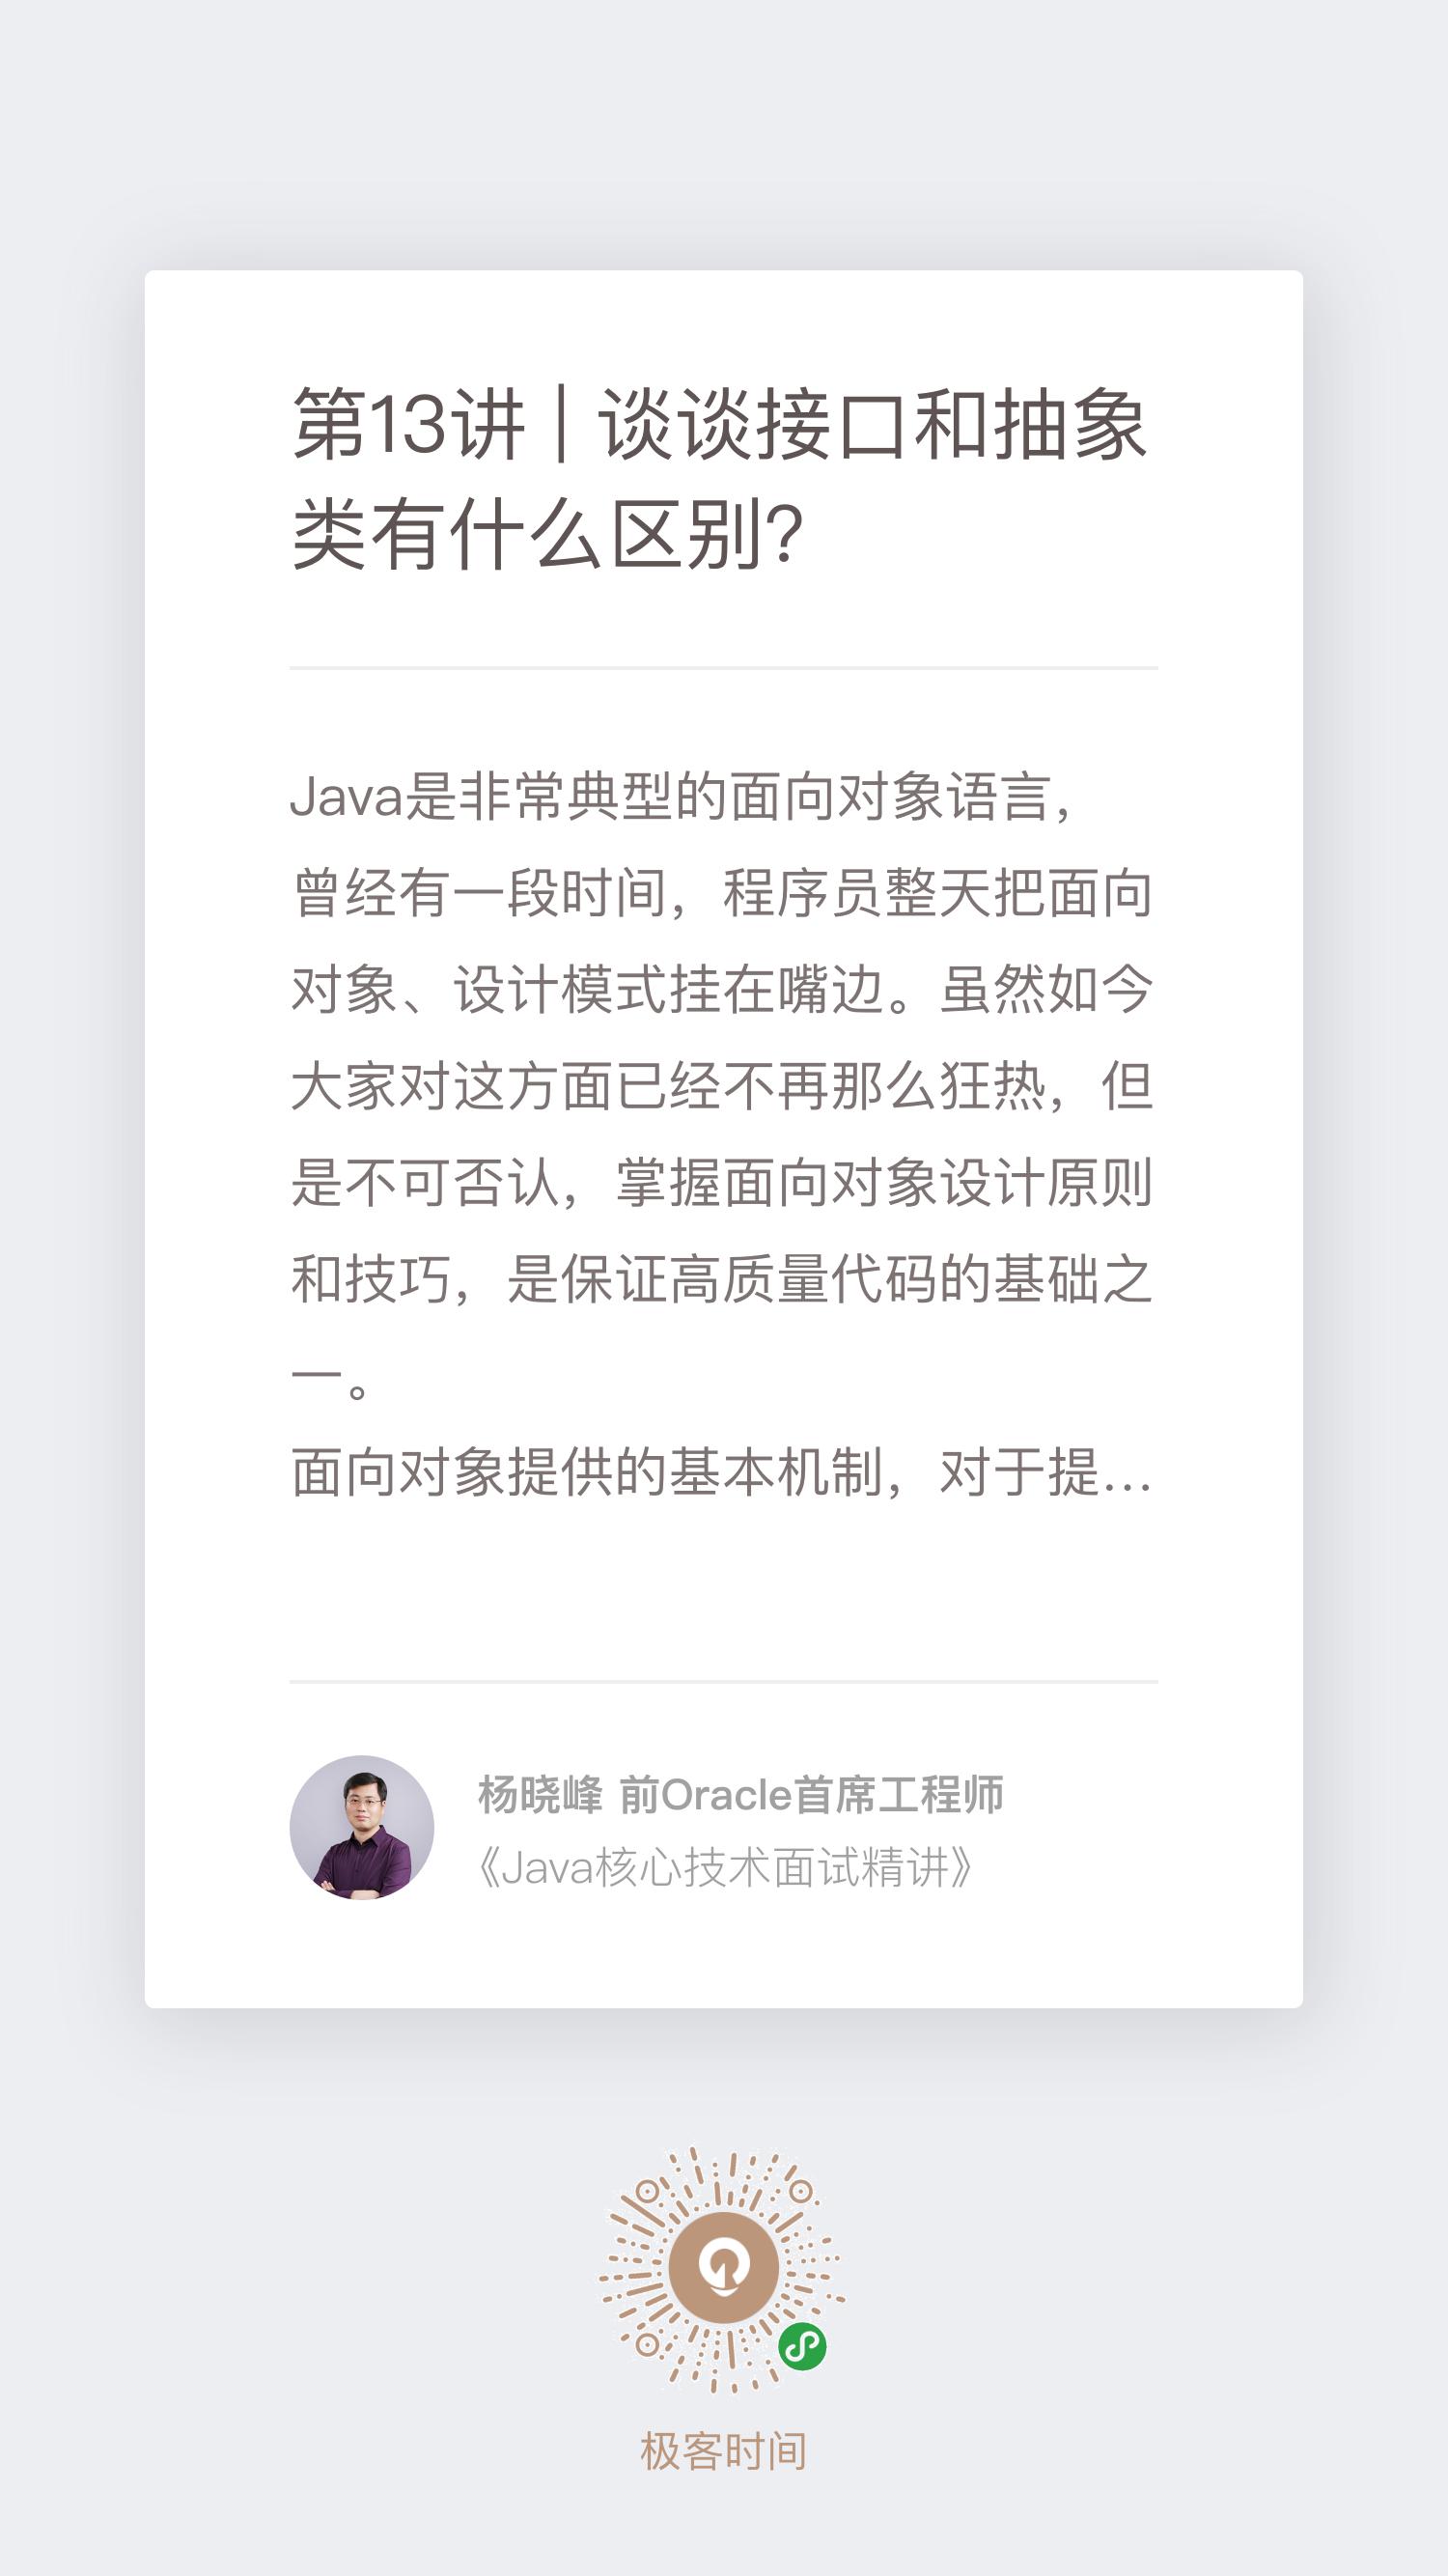 第13讲 | 谈谈接口和抽象
类有什么区别?
Java是非常典型的面向对象语言，
曾经有一段时间，程序员整天把面向
对象、设计模式挂在嘴边。虽然如今
大家对这方面已经不再那么狂热，但
是不可否认，掌握面向对象设计原则
和技巧，是保证高质量代码的基础之
一。
面向对象提供的基本机制，对于提...
杨晓峰 前Oracle首席工程师
《Java核心技术面试精讲》
极客时间